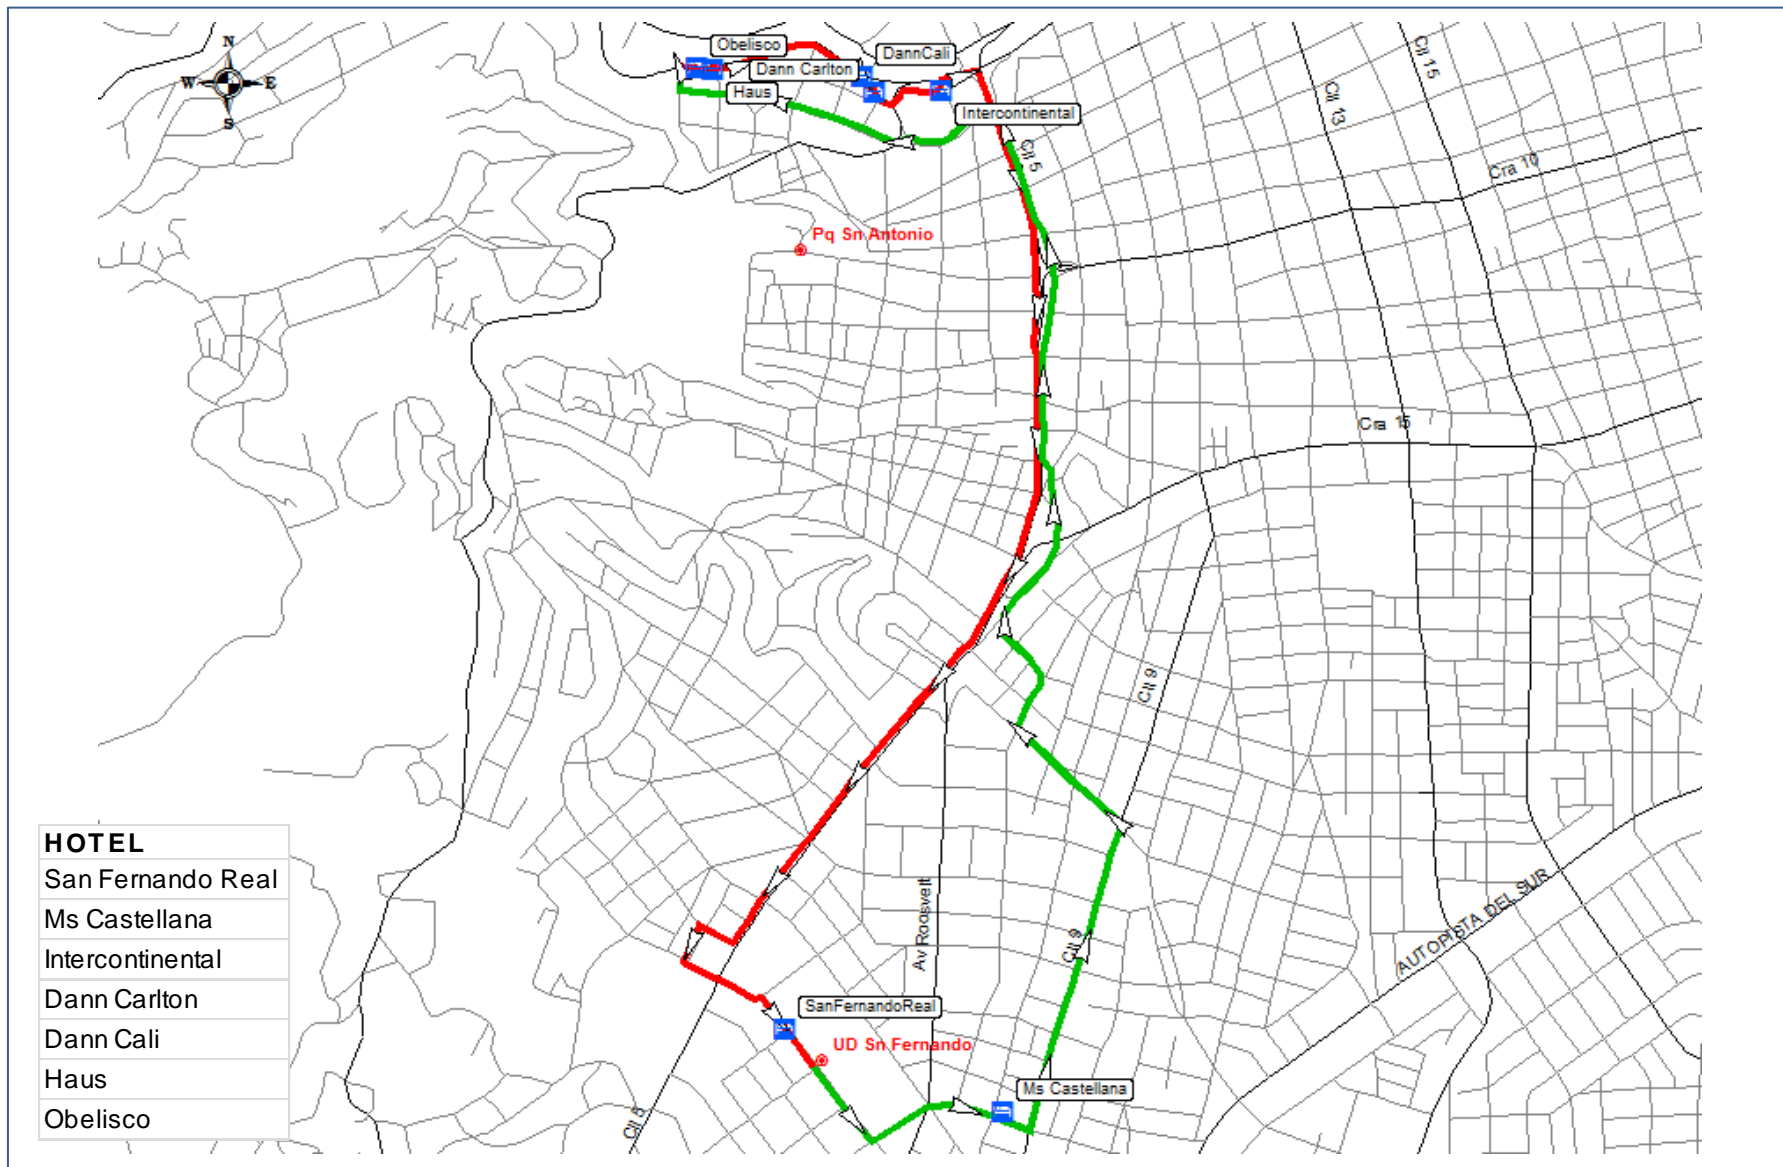 N
W E
S
Obelisco
DannCali
Dann Carlton
Haus
Intercontinental
Cll 5
Cll 13
Cll 15
Cra 10
Pq Sn Antonio
Cra 15
Cll 9
AUTOPISTA DEL SUR
Av Roosvelt
Cll 9
SanFernandoReal
UD Sn Fernando
Ms Castellana
Cll 5
HOTEL
San Fernando Real
Ms Castellana
Intercontinental
Dann Carlton
Dann Cali
Haus
Obelisco